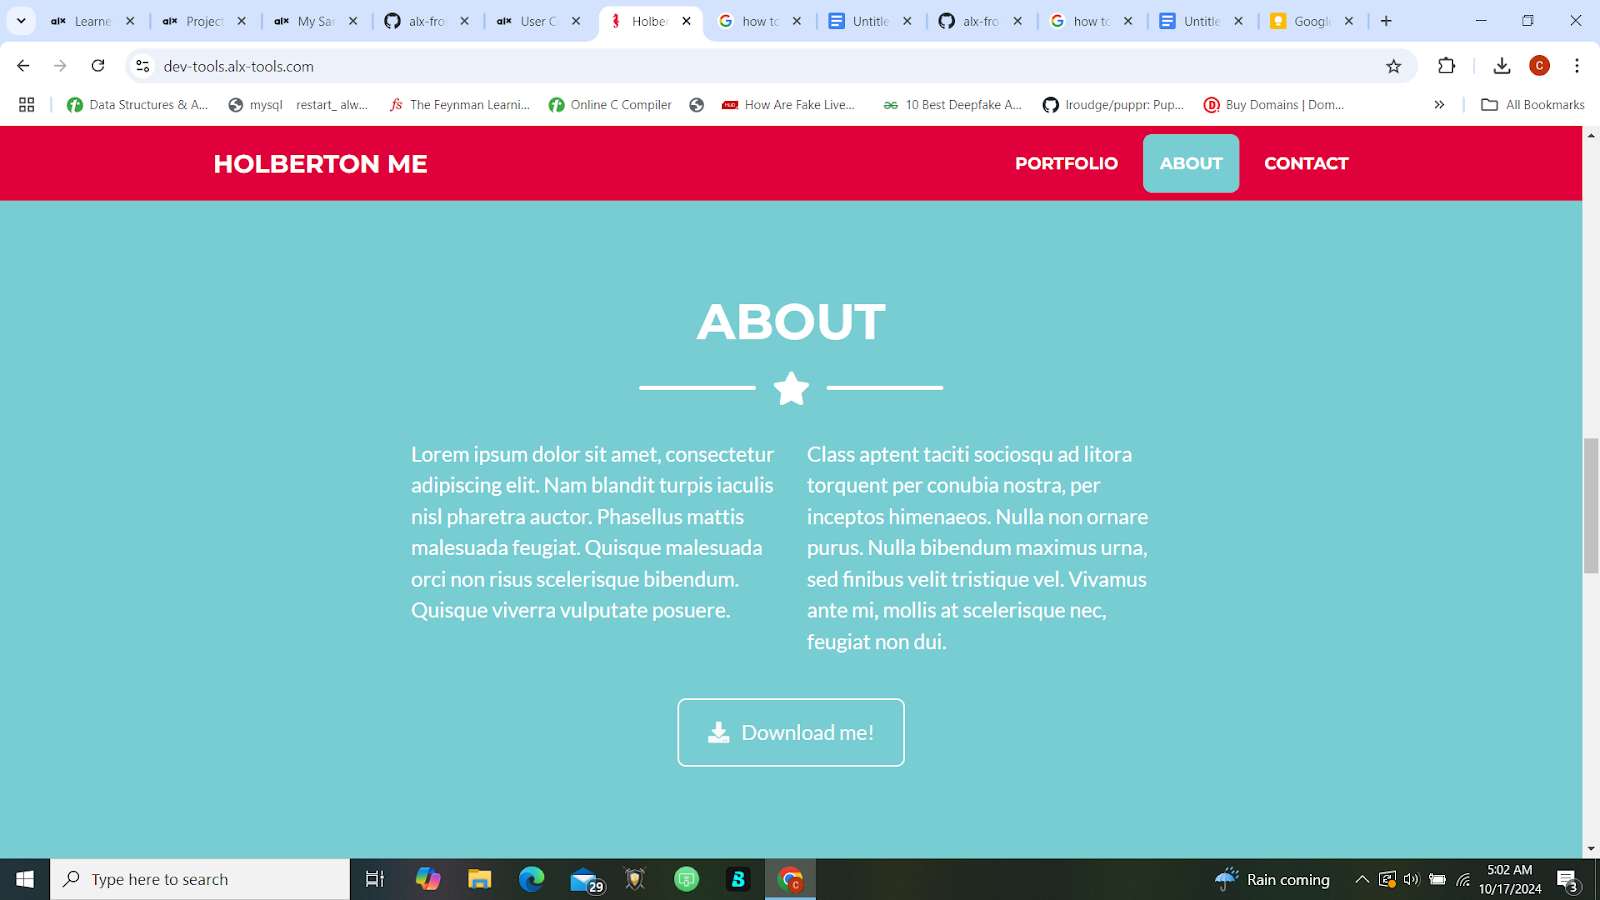 alx Learne
alx Project
alx My Sar
alx-fro
alx User C
Holber
how to
Untitle
alx-fro
how to
Untitle
Google
dev-tools.alx-tools.com
C
Data Structures & A...
mysql
restart_ alw...
fs The Feynman Learni...
Online C Compiler
How Are Fake Live...
10 Best Deepfake A...
lroudge/puppr: Pup...
Buy Domains | Dom...
All Bookmarks
HOLBERTON ME
PORTFOLIO
ABOUT
CONTACT
ABOUT
Lorem ipsum dolor sit amet, consectetur
adipiscing elit. Nam blandit turpis iaculis
nisl pharetra auctor. Phasellus mattis
malesuada feugiat. Quisque malesuada
orci non risus scelerisque bibendum.
Quisque viverra vulputate posuere.
Class aptent taciti sociosqu ad litora
torquent per conubia nostra, per
inceptos himenaeos. Nulla non ornare
purus. Nulla bibendum maximus urna,
sed finibus velit tristique vel. Vivamus
ante mi, mollis at scelerisque nec,
feugiat non dui.
Download me!
Type here to search
29
Rain coming
5:02 AM
10/17/2024
3